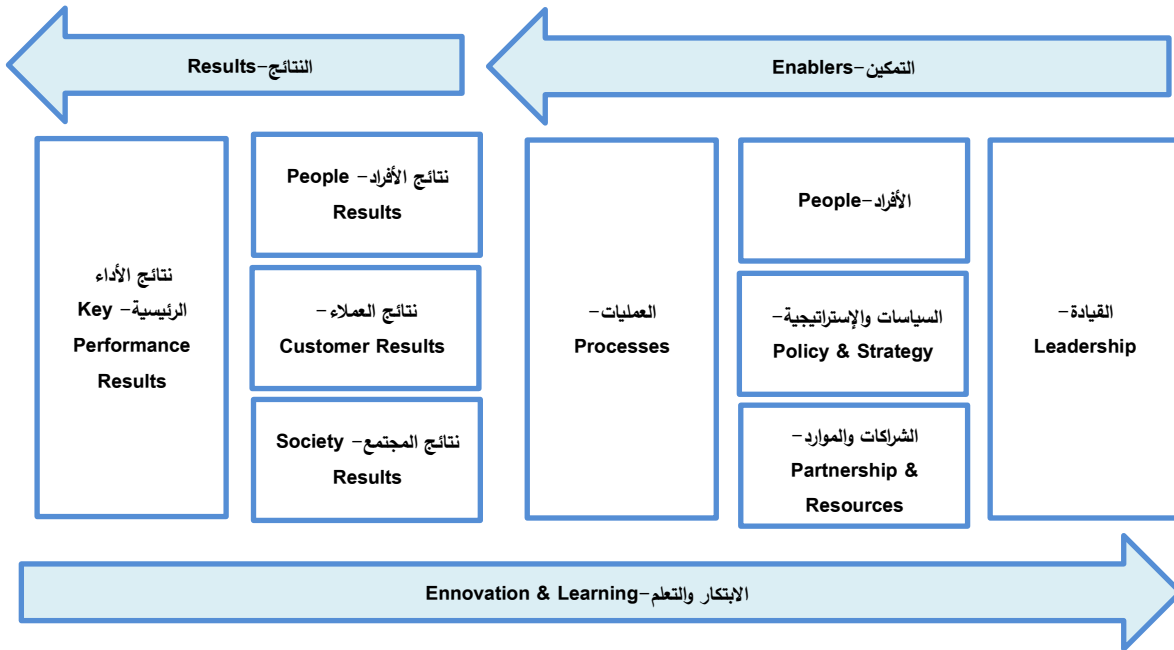 التمكين-Enablers
النتائج-Results
القيادة-
Leadership
الأفراد-People
السياسات والإستراتيجية-
Policy & Strategy
الشراكات والموارد-
Partnership &
Resources
العمليات-
Processes
نتائج الأفراد- People
Results
نتائج العملاء-
Customer Results
نتائج المجتمع- Society
Results
نتائج الأداء
الرئيسية- Key
Performance
Results
الابتكار والتعلم-Ennovation & Learning